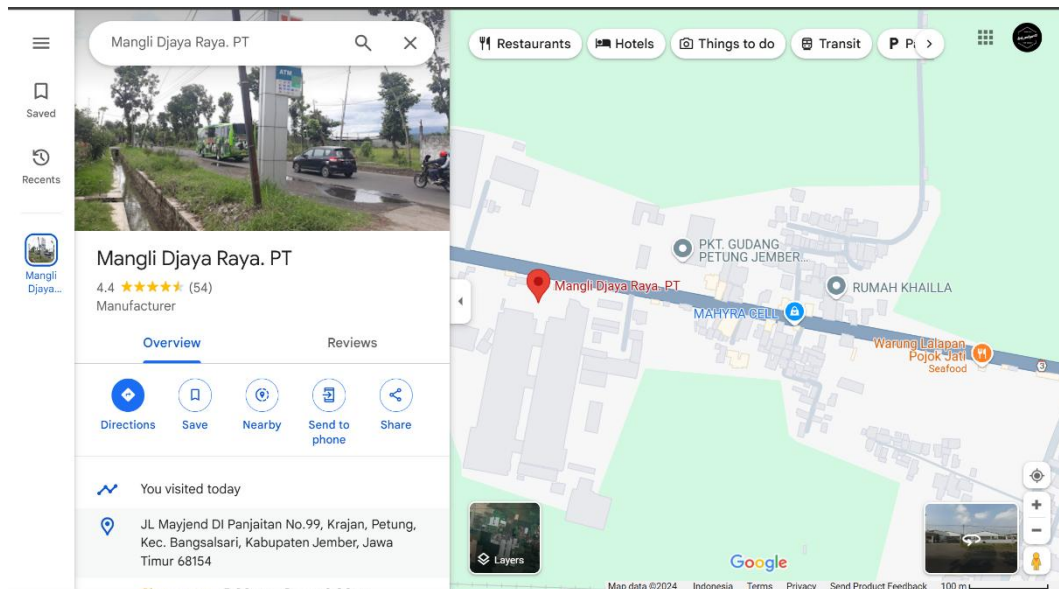 Mangli Djaya Raya. PT
Restaurants
Hotels
Things to do
Transit
P
Saved
Recents
Mangli
Djaya...
ATM
Mangli Djaya Raya. PT
4.4 (54)
Manufacturer
Overview
Reviews
Directions
Save
Nearby
Send to
phone
Share
You visited today
JL Mayjend DI Panjaitan No.99, Krajan, Petung,
Kec. Bangsalsari, Kabupaten Jember, Jawa
Timur 68154
PKT. GUDANG
PETUNG JEMBER...
Mangli Djaya Raya. PT
RUMAH KHAILLA
MAHYRA CELL
Warung Lalapan
Pojok Jati
Seafood
3
Layers
Google
Map data ©2024 Indonesia Terms Privacy Send Product Feedback 100 m